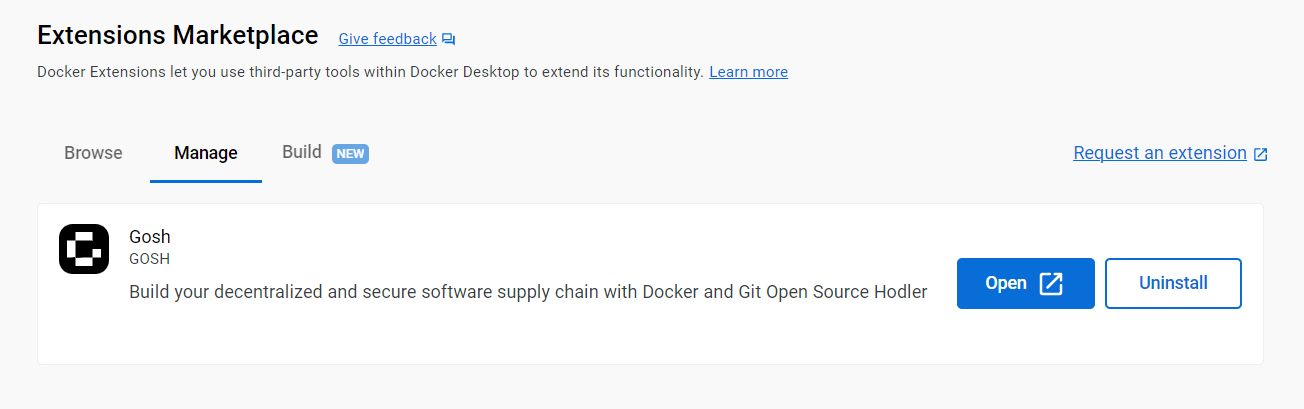 Extensions Marketplace Give feedback
Docker Extensions let you use third-party tools within Docker Desktop to extend its functionality. Learn more
Browse Manage Build NEW Request an extension
Gosh
GOSH
Build your decentralized and secure software supply chain with Docker and Git Open Source Hodler
Open Uninstall